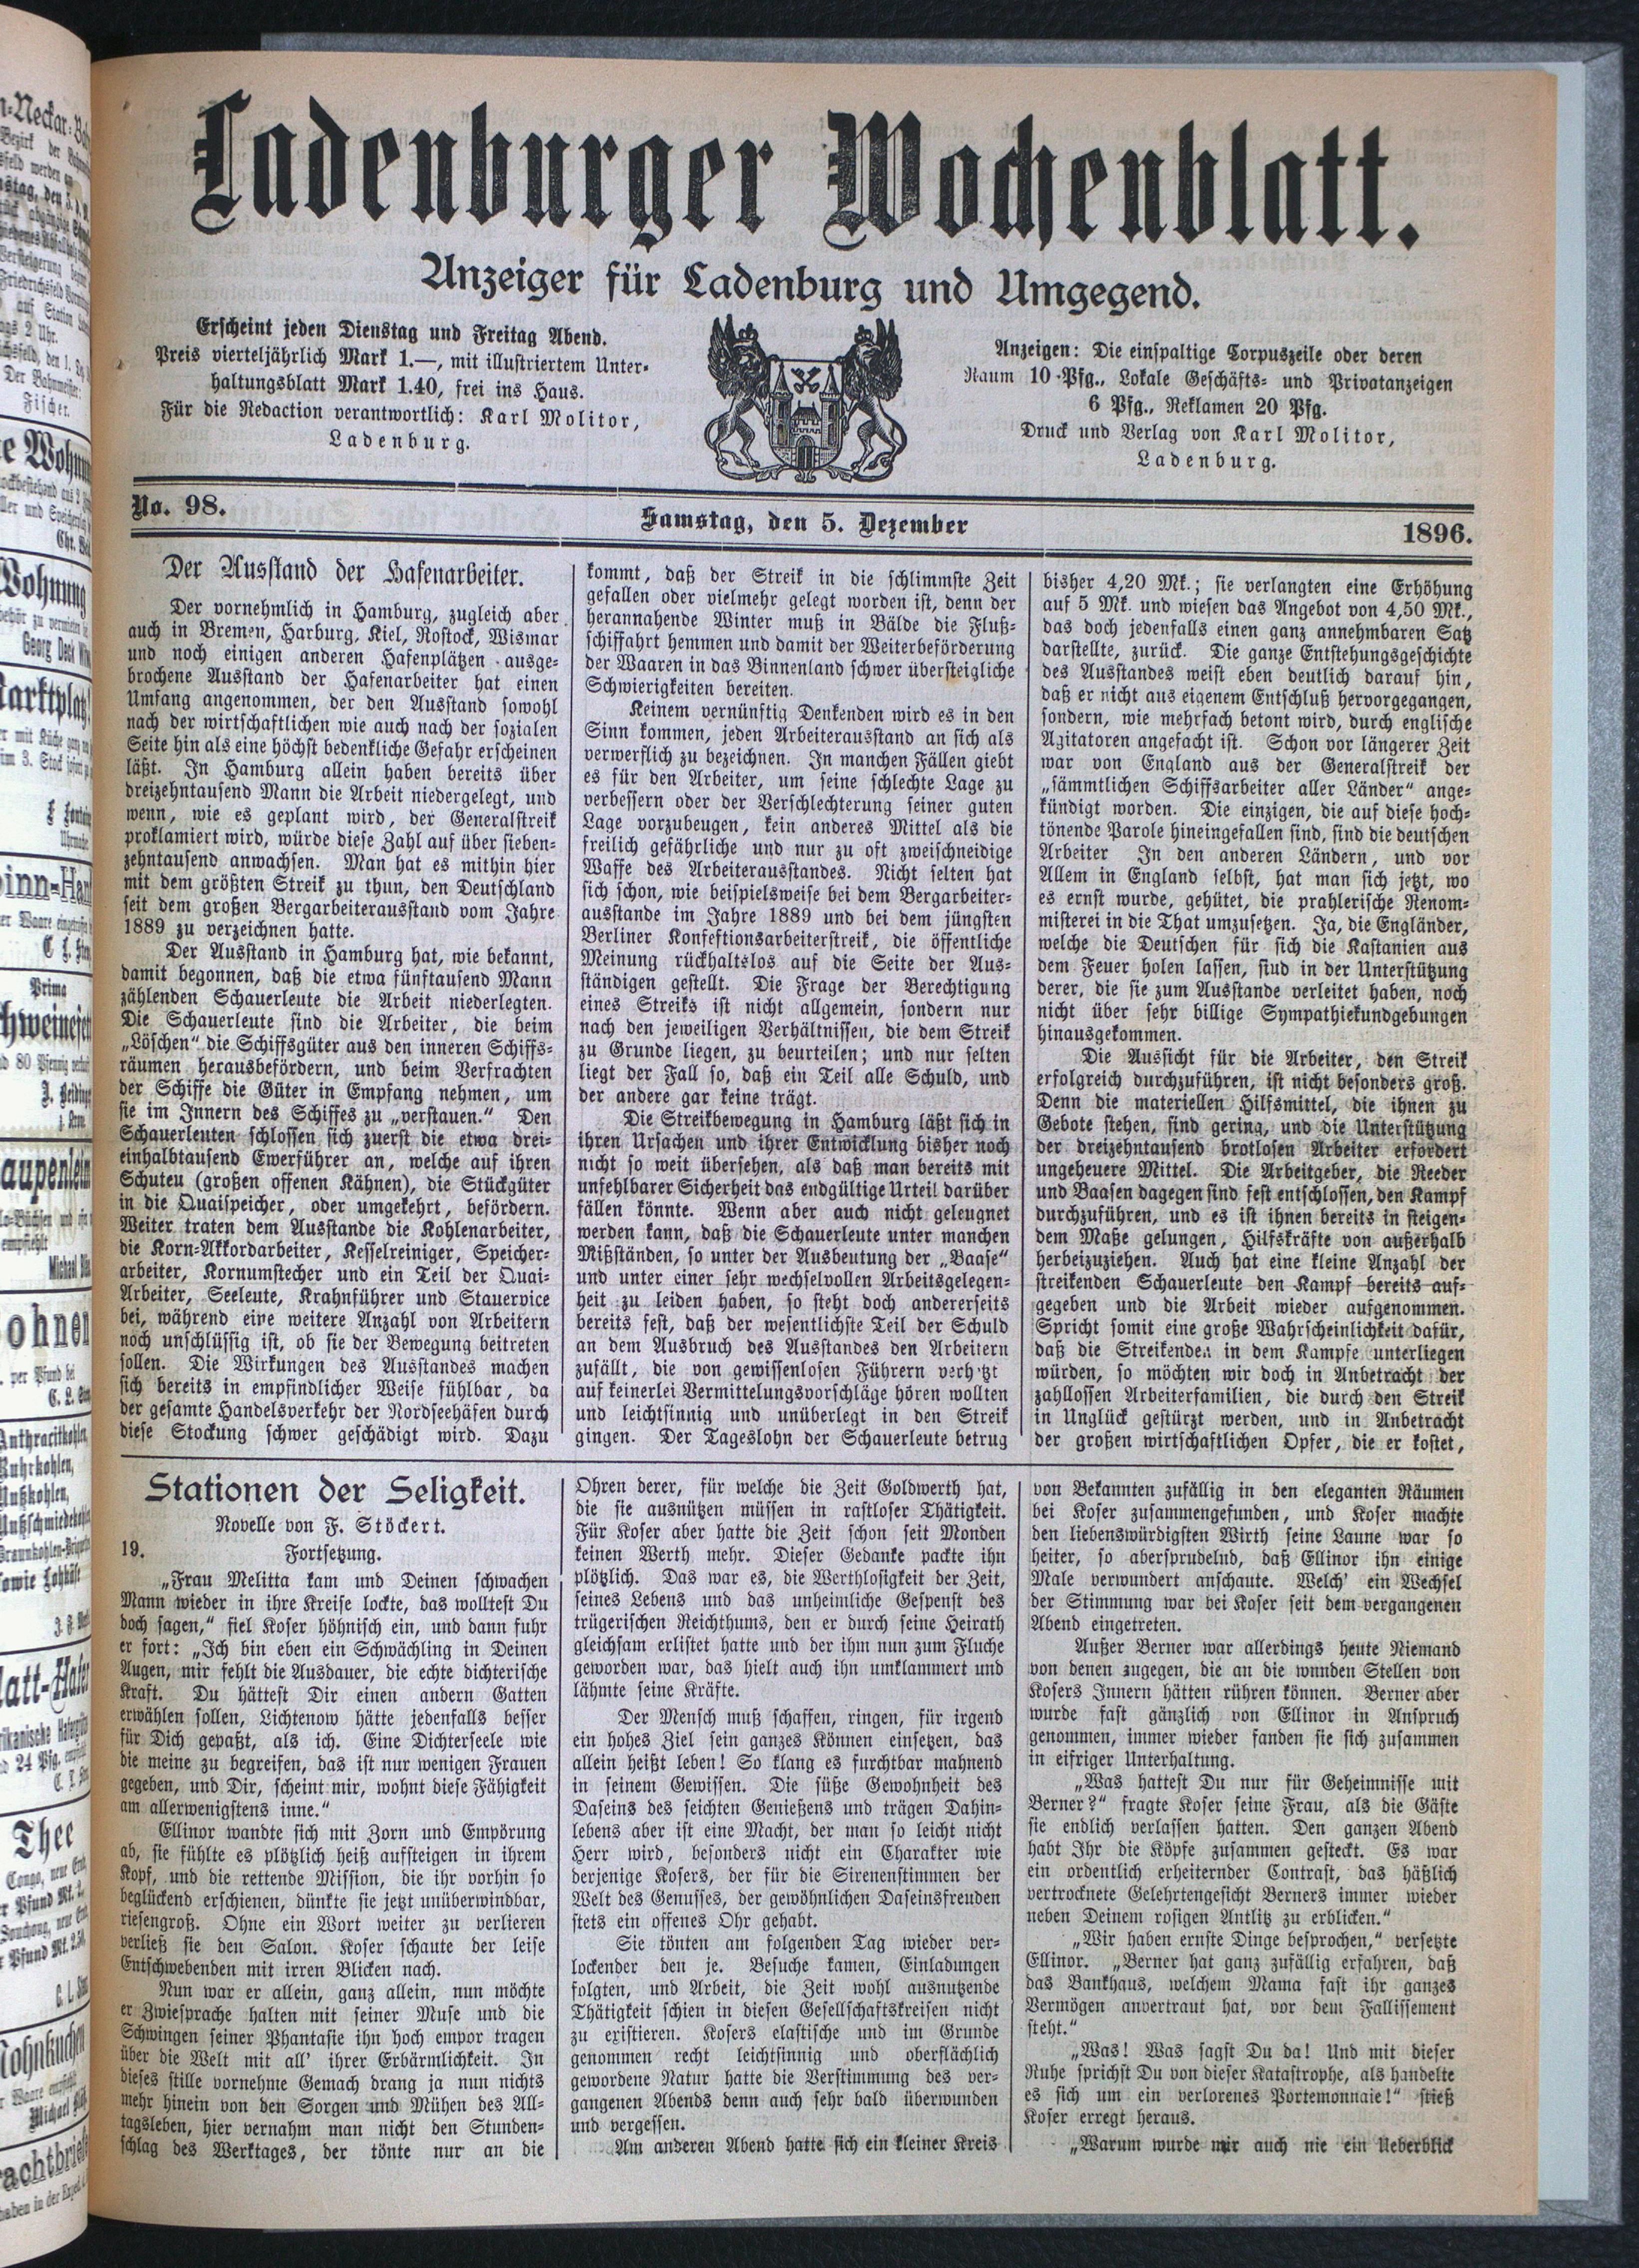 Ladenburger Wochenblatt.
Anzeiger für Ladenburg und Umgegend.
Erscheint jeden Dienstag und Freitag Abend.
Preis vierteljährlich Mark 1.—, mit illustriertem Unter-
haltungsblatt Mark 1.40, frei ins Haus.
Für die Redaction verantwortlich: Karl Molitor,
Ladenburg.
Anzeigen: Die einspaltige Corpuszeile oder deren
Raum 10 Pfg., Lokale Geschäfts- und Privatanzeigen
6 Pfg., Reklamen 20 Pfg.
Druck und Verlag von Karl Molitor,
Ladenburg.
No. 98.
Samstag, den 5. Dezember
1896.
Der Ausstand der Hafenarbeiter.
Der vornehmlich in Hamburg, zugleich aber
auch in Bremen, Harburg, Kiel, Rostock, Wismar
und noch einigen anderen Hafenplätzen ausge-
brochene Ausstand der Hafenarbeiter hat einen
Umfang angenommen, der den Ausstand sowohl
nach der wirtschaftlichen wie auch nach der sozialen
Seite hin als eine höchst bedenkliche Gefahr erscheinen
läßt. In Hamburg allein haben bereits über
dreizehntausend Mann die Arbeit niedergelegt, und
wenn, wie es geplant wird, der Generalstreik
proklamiert wird, würde diese Zahl auf über sieben-
zehntausend anwachsen. Man hat es mithin hier
mit dem größten Streik zu thun, den Deutschland
seit dem großen Bergarbeiterausstand vom Jahre
1889 zu verzeichnen hatte.
Der Ausstand in Hamburg hat, wie bekannt,
damit begonnen, daß die etwa fünftausend Mann
zählenden Schauerleute die Arbeit niederlegten.
Die Schauerleute sind die Arbeiter, die beim
„Löschen“ die Schiffsgüter aus den inneren Schiffs-
räumen herausbefördern, und beim Verfrachten
der Schiffe die Güter in Empfang nehmen, um
sie im Innern des Schiffes zu „verstauen.“ Den
Schauerleuten schlossen sich zuerst die etwa drei-
einhalbtausend Ewerführer an, welche auf ihren
Schuten (großen offenen Kähnen), die Stückgüter
in die Quaispeicher, oder umgekehrt, befördern.
Weiter traten dem Ausstande die Kohlenarbeiter,
die Korn-Akkordarbeiter, Kesselreiniger, Speicher-
arbeiter, Kornumstecher und ein Teil der Quai-
Arbeiter, Seeleute, Krahnführer und Stauervice
bei, während eine weitere Anzahl von Arbeitern
noch unschlüssig ist, ob sie der Bewegung beitreten
sollen. Die Wirkungen des Ausstandes machen
sich bereits in empfindlicher Weise fühlbar, da
der gesamte Handelsverkehr der Nordseehäfen durch
diese Stockung schwer geschädigt wird. Dazu
kommt, daß der Streik in die schlimmste Zeit
gefallen oder vielmehr gelegt worden ist, denn der
herannahende Winter muß in Bälde die Fluß-
schiffahrt hemmen und damit der Weiterbeförderung
der Waaren in das Binnenland schwer übersteigliche
Schwierigkeiten bereiten.
Keinem vernünftig Denkenden wird es in den
Sinn kommen, jeden Arbeiterausstand an sich als
verwerflich zu bezeichnen. In manchen Fällen giebt
es für den Arbeiter, um seine schlechte Lage zu
verbessern oder der Verschlechterung seiner guten
Lage vorzubeugen, kein anderes Mittel als die
freilich gefährliche und nur zu oft zweischneidige
Waffe des Arbeiterausstandes. Nicht selten hat
sich schon, wie beispielsweise bei dem Bergarbeiter-
ausstande im Jahre 1889 und bei dem jüngsten
Berliner Konfektionsarbeiterstreik, die öffentliche
Meinung rückhaltslos auf die Seite der Aus-
ständigen gestellt. Die Frage der Berechtigung
eines Streiks ist nicht allgemein, sondern nur
nach den jeweiligen Verhältnissen, die dem Streik
zu Grunde liegen, zu beurteilen; und nur selten
liegt der Fall so, daß ein Teil alle Schuld, und
der andere gar keine trägt.
Die Streikbewegung in Hamburg läßt sich in
ihren Ursachen und ihrer Entwicklung bisher noch
nicht so weit übersehen, als daß man bereits mit
unfehlbarer Sicherheit das endgültige Urteil darüber
fällen könnte. Wenn aber auch nicht geleugnet
werden kann, daß die Schauerleute unter manchen
Mißständen, so unter der Ausbeutung der „Baase“
und unter einer sehr wechselvollen Arbeitsgelegen-
heit zu leiden haben, so steht doch andererseits
bereits fest, daß der wesentlichste Teil der Schuld
an dem Ausbruch des Ausstandes den Arbeitern
zufällt, die von gewissenlosen Führern verhetzt
auf keinerlei Vermittelungsvorschläge hören wollten
und leichtsinnig und unüberlegt in den Streik
gingen. Der Tageslohn der Schauerleute betrug
bisher 4,20 Mk.; sie verlangten eine Erhöhung
auf 5 Mk. und wiesen das Angebot von 4,50 Mk.,
das doch jedenfalls einen ganz annehmbaren Satz
darstellte, zurück. Die ganze Entstehungsgeschichte
des Ausstandes weist eben deutlich darauf hin,
daß er nicht aus eigenem Entschluß hervorgegangen,
sondern, wie mehrfach betont wird, durch englische
Agitatoren angefacht ist. Schon vor längerer Zeit
war von England aus der Generalstreik der
„sämmtlichen Schiffsarbeiter aller Länder“ ange-
kündigt worden. Die einzigen, die auf diese hoch-
tönende Parole hineingefallen sind, sind die deutschen
Arbeiter In den anderen Ländern, und vor
Allem in England selbst, hat man sich jetzt, wo
es ernst wurde, gehütet, die prahlerische Renom-
misterei in die That umzusetzen. Ja, die Engländer,
welche die Deutschen für sich die Kastanien aus
dem Feuer holen lassen, sind in der Unterstützung
derer, die sie zum Ausstande verleitet haben, noch
nicht über sehr billige Sympathiekundgebungen
hinausgekommen.
Die Aussicht für die Arbeiter, den Streik
erfolgreich durchzuführen, ist nicht besonders groß.
Denn die materiellen Hilfsmittel, die ihnen zu
Gebote stehen, sind gering, und die Unterstützung
der dreizehntausend brotlosen Arbeiter erfordert
ungeheuere Mittel. Die Arbeitgeber, die Reeder
und Baasen dagegen sind fest entschlossen, den Kampf
durchzuführen, und es ist ihnen bereits in steigen-
dem Maße gelungen, Hilfskräfte von außerhalb
herbeizuziehen. Auch hat eine kleine Anzahl der
streikenden Schauerleute den Kampf bereits auf-
gegeben und die Arbeit wieder aufgenommen.
Spricht somit eine große Wahrscheinlichkeit dafür,
daß die Streikenden in dem Kampfe unterliegen
würden, so möchten wir doch in Anbetracht der
zahllossen Arbeiterfamilien, die durch den Streik
in Unglück gestürzt werden, und in Anbetracht
der großen wirtschaftlichen Opfer, die er kostet,
Stationen der Seligkeit.
Novelle von F. Stöckert.
19. Fortsetzung.
„Frau Melitta kam und Deinen schwachen
Mann wieder in ihre Kreise lockte, das wolltest Du
doch sagen,“ fiel Koser höhnisch ein, und dann fuhr
er fort: „Ich bin eben ein Schwächling in Deinen
Augen, mir fehlt die Ausdauer, die echte dichterische
Kraft. Du hättest Dir einen andern Gatten
erwählen sollen, Lichtenow hätte jedenfalls besser
für Dich gepaßt, als ich. Eine Dichterseele wie
die meine zu begreifen, das ist nur wenigen Frauen
gegeben, und Dir, scheint mir, wohnt diese Fähigkeit
am allerwenigstens inne.“
Ellinor wandte sich mit Zorn und Empörung
ab, sie fühlte es plötzlich heiß aufsteigen in ihrem
Kopf, und die rettende Mission, die ihr vorhin so
beglückend erschienen, dünkte sie jetzt unüberwindbar,
riesengroß. Ohne ein Wort weiter zu verlieren
verließ sie den Salon. Koser schaute der leise
Entschwebenden mit irren Blicken nach.
Nun war er allein, ganz allein, nun möchte
er Zwiesprache halten mit seiner Muse und die
Schwingen seiner Phantasie ihn hoch empor tragen
über die Welt mit all' ihrer Erbärmlichkeit. In
dieses stille vornehme Gemach drang ja nun nichts
mehr hinein von den Sorgen und Mühen des All-
tagsleben, hier vernahm man nicht den Stunden-
schlag des Werktages, der tönte nur an die
Ohren derer, für welche die Zeit Goldwerth hat,
die sie ausnützen müssen in rastloser Thätigkeit.
Für Koser aber hatte die Zeit schon seit Monden
keinen Werth mehr. Dieser Gedanke packte ihn
plötzlich. Das war es, die Werthlosigkeit der Zeit,
seines Lebens und das unheimliche Gespenst des
trügerischen Reichthums, den er durch seine Heirath
gleichsam erlistet hatte und der ihm nun zum Fluche
geworden war, das hielt auch ihn umklammert und
lähmte seine Kräfte.
Der Mensch muß schaffen, ringen, für irgend
ein hohes Ziel sein ganzes Können einsetzen, das
allein heißt leben! So klang es furchtbar mahnend
in seinem Gewissen. Die süße Gewohnheit des
Daseins des seichten Genießens und trägen Dahin-
lebens aber ist eine Macht, der man so leicht nicht
Herr wird, besonders nicht ein Charakter wie
derjenige Kosers, der für die Sirenenstimmen der
Welt des Genusses, der gewöhnlichen Daseinsfreuden
stets ein offenes Ohr gehabt.
Sie tönten am folgenden Tag wieder ver-
lockender den je. Besuche kamen, Einladungen
folgten, und Arbeit, die Zeit wohl ausnutzende
Thätigkeit schien in diesen Gesellschaftskreisen nicht
zu existieren. Kosers elastische und im Grunde
genommen recht leichtsinnig und oberflächlich
gewordene Natur hatte die Verstimmung des ver-
gangenen Abends denn auch sehr bald überwunden
und vergessen.
Am anderen Abend hatte sich ein kleiner Kreis
von Bekannten zufällig in den eleganten Räumen
bei Koser zusammengefunden, und Koser machte
den liebenswürdigsten Wirth seine Laune war so
heiter, so abersprudelnd, daß Ellinor ihn einige
Male verwundert anschaute. Welch' ein Wechsel
der Stimmung war bei Koser seit dem vergangenen
Abend eingetreten.
Außer Berner war allerdings heute Niemand
von denen zugegen, die an die wunden Stellen von
Kosers Innern hätten rühren können. Berner aber
wurde fast gänzlich von Ellinor in Anspruch
genommen, immer wieder fanden sie sich zusammen
in eifriger Unterhaltung.
„Was hattest Du nur für Geheimnisse mit
Berner?“ fragte Koser seine Frau, als die Gäste
sie endlich verlassen hatten. Den ganzen Abend
habt Ihr die Köpfe zusammen gesteckt. Es war
ein ordentlich erheiternder Contrast, das häßlich
vertrocknete Gelehrtengesicht Berners immer wieder
neben Deinem rosigen Antlitz zu erblicken.“
„Wir haben ernste Dinge besprochen,“ versetzte
Ellinor. „Berner hat ganz zufällig erfahren, daß
das Bankhaus, welchem Mama fast ihr ganzes
Vermögen anvertraut hat, vor dem Fallissement
steht.“
„Was! Was sagst Du da! Und mit dieser
Ruhe sprichst Du von dieser Katastrophe, als handelte
es sich um ein verlorenes Portemonnaie!“ stieß
Koser erregt heraus.
„Warum wurde mir auch nie ein Ueberblick